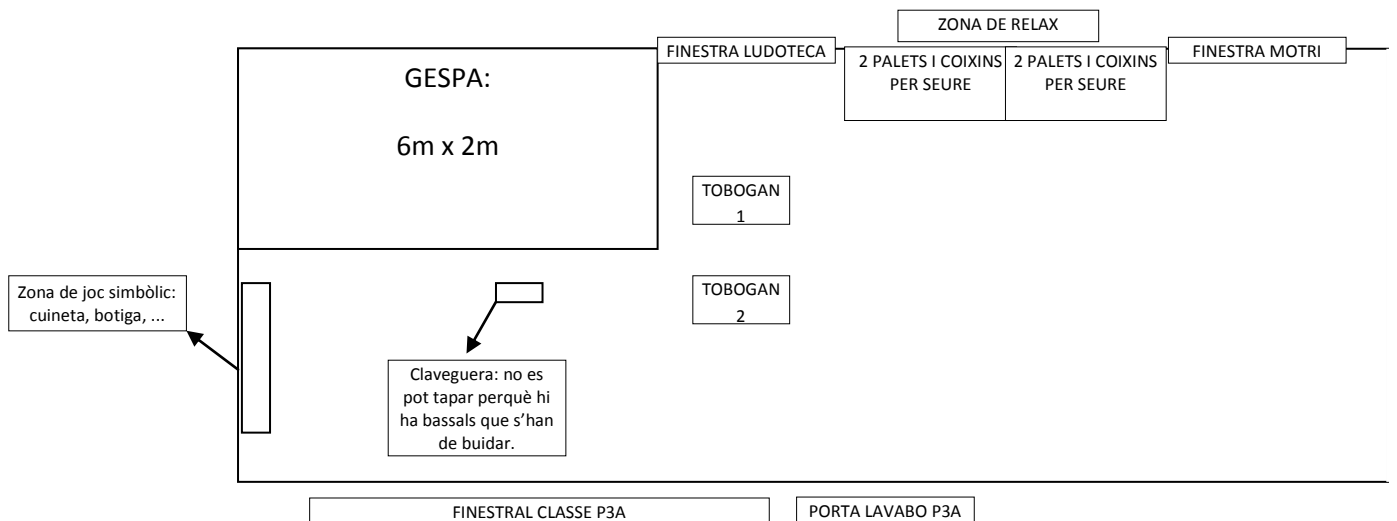 ZONA DE RELAX
FINESTRA LUDOTECA
2 PALETS I COIXINS
PER SEURE
2 PALETS I COIXINS
PER SEURE
FINESTRA MOTRI
GESPA:
6m x 2m
TOBOGAN
1
TOBOGAN
2
Zona de joc simbòlic:
cuineta, botiga, ...
Claveguera: no es
pot tapar perquè hi
ha bassals que s’han
de buidar.
FINESTRAL CLASSE P3A
PORTA LAVABO P3A